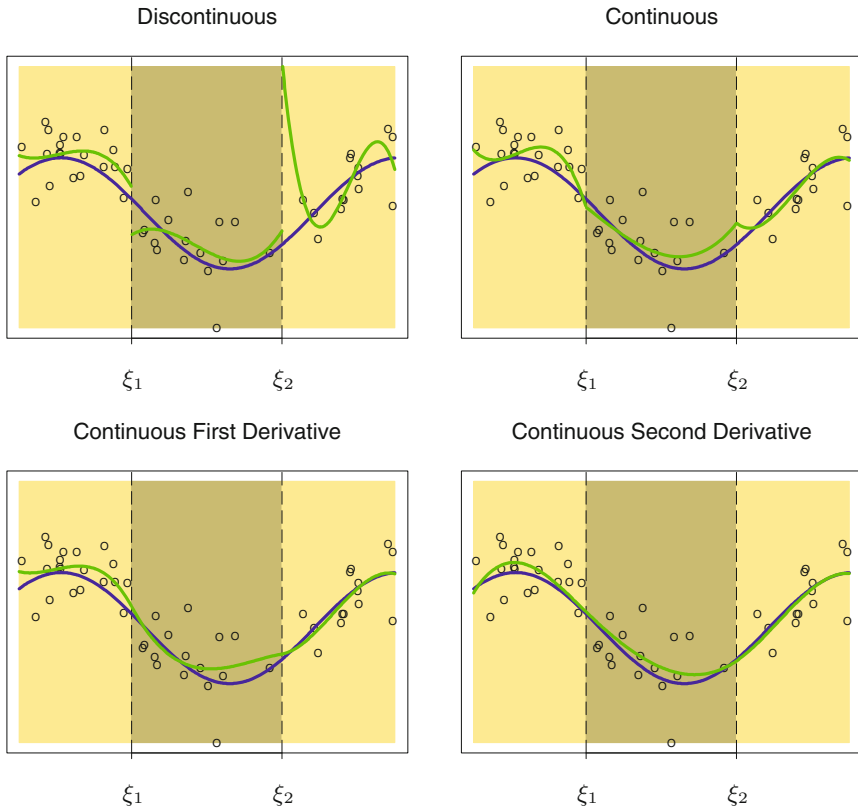 Discontinuous
Continuous
ξ1
ξ2
ξ1
ξ2
Continuous First Derivative
Continuous Second Derivative
ξ1
ξ2
ξ1
ξ2